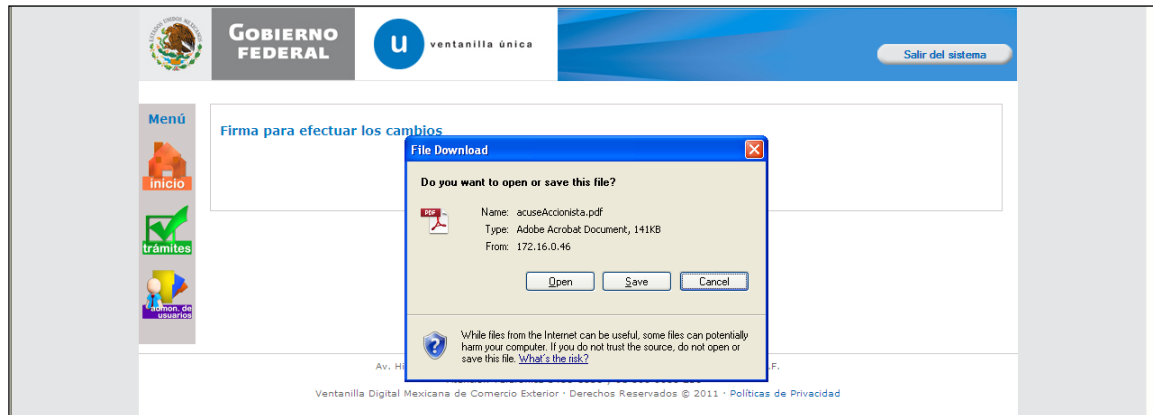 GOBIERNO
FEDERAL
u ventanilla única
Salir del sistema
Menú
inicio
trámites
admon. de
usuarios
Firma para efectuar los cambios
File Download
Do you want to open or save this file?
PDF
Name: acuseAccionista.pdf
Type: Adobe Acrobat Document, 141KB
From: 172.16.0.46
Open Save Cancel
While files from the Internet can be useful, some files can potentially
harm your computer. If you do not trust the source, do not open or
save this file. What's the risk?
Av. Hi
.F.
Ventanilla Digital Mexicana de Comercio Exterior · Derechos Reservados © 2011 · Políticas de Privacidad